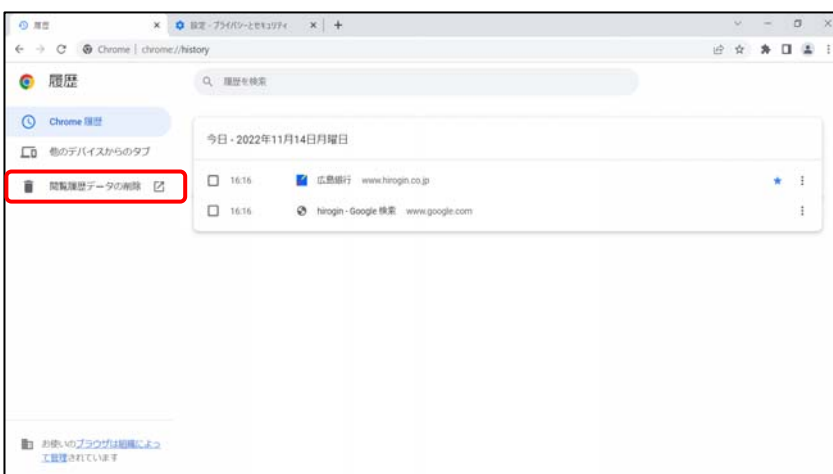 履歴
設定 - プライバシーとセキュリティ
Chrome | chrome://history
履歴
履歴を検索
Chrome 履歴
他のデバイスからのタブ
閲覧履歴データの削除
今日 - 2022年11月14日月曜日
16:16 広島銀行 www.hirogin.co.jp
16:16 hirogin - Google 検索 www.google.com
お使いのブラウザは組織によっ
て管理されています